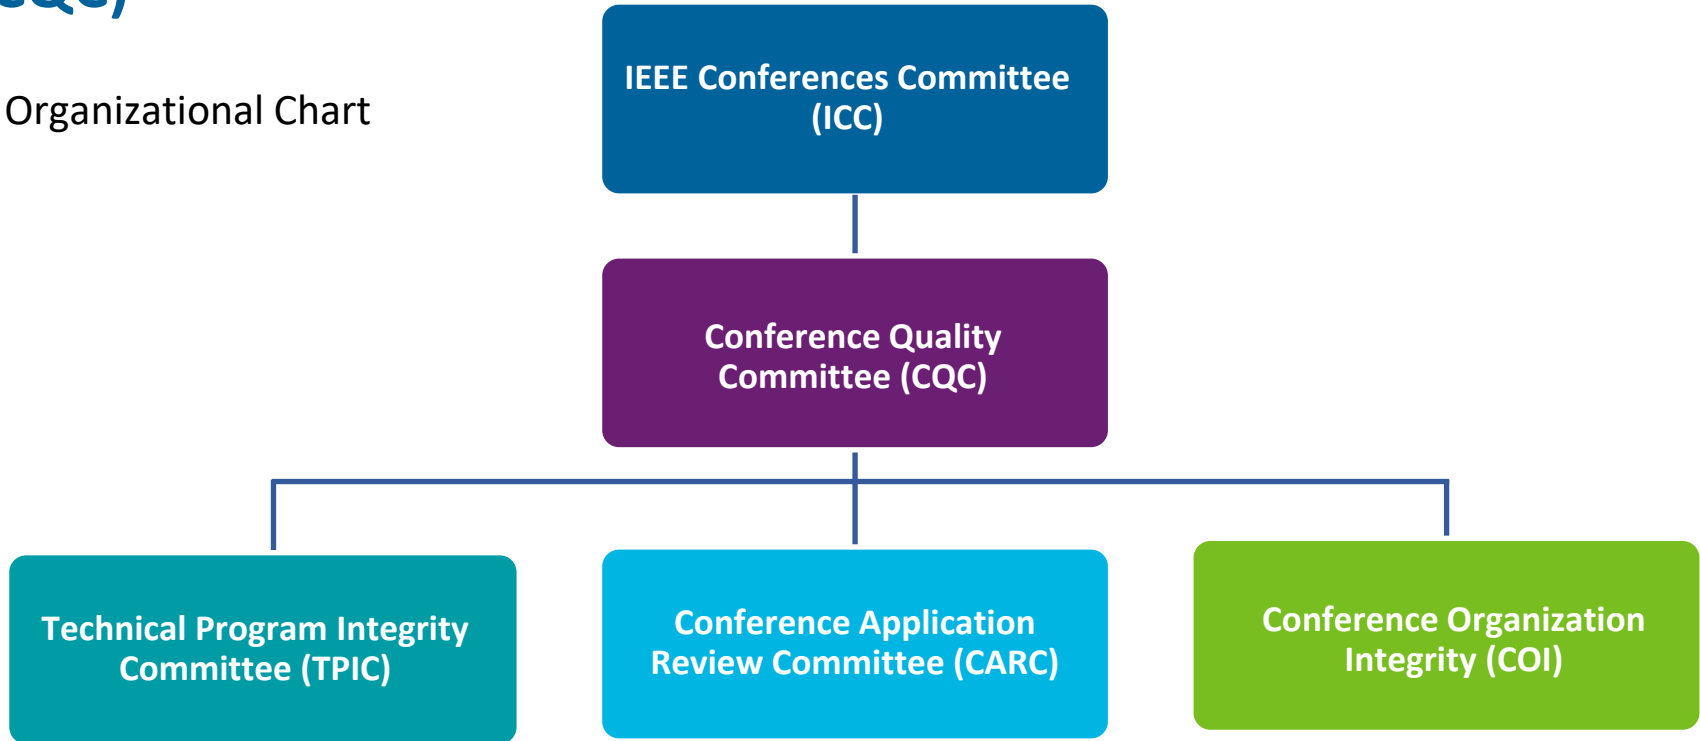 CQC)
Organizational Chart
IEEE Conferences Committee
(ICC)
Conference Quality
Committee (CQC)
Technical Program Integrity
Committee (TPIC)
Conference Application
Review Committee (CARC)
Conference Organization
Integrity (COI)